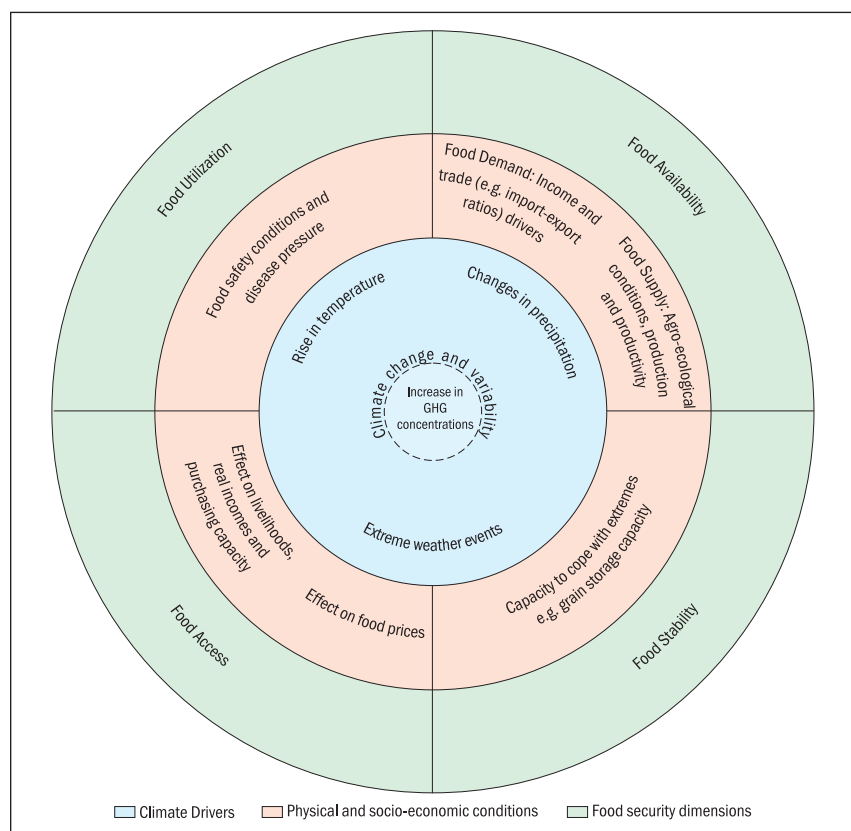 Food Utilization
Food Availability
Food safety conditions and
disease pressure
Food Demand: Income and
trade (e.g. import-export
ratios) drivers
Food Supply: Agro-ecological
conditions, production
and productivity
Rise in temperature
Changes in precipitation
Climate change and variability
Increase in
GHG
concentrations
Extreme weather events
Effect on livelihoods,
real incomes and
purchasing capacity
Effect on food prices
Capacity to cope with extremes
e.g. grain storage capacity
Food Access
Food Stability
Climate Drivers
Physical and socio-economic conditions
Food security dimensions